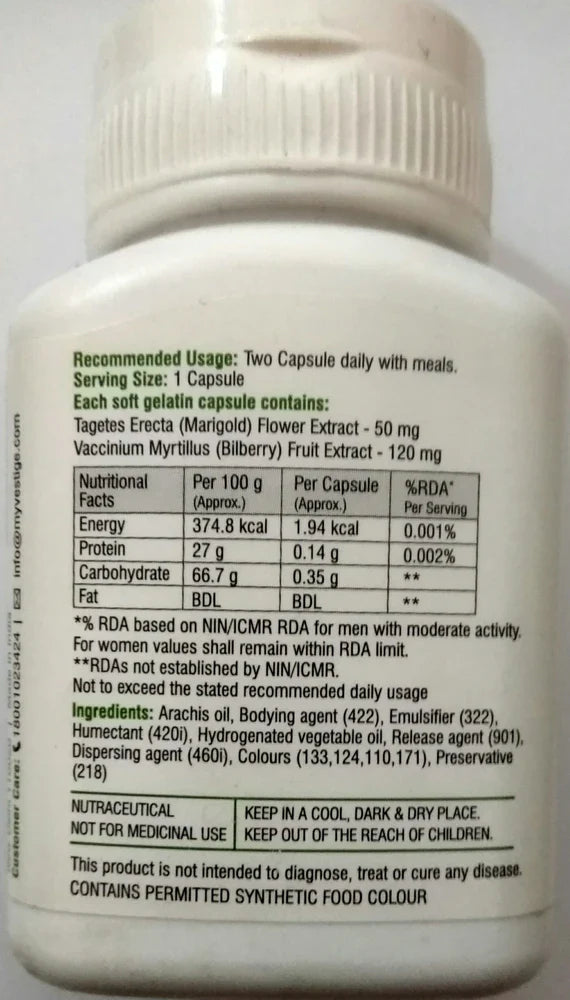 Recommended Usage: Two Capsule daily with meals.
Serving Size: 1 Capsule
Each soft gelatin capsule contains:
Tagetes Erecta (Marigold) Flower Extract - 50 mg
Vaccinium Myrtillus (Bilberry) Fruit Extract - 120 mg
Nutritional Facts Per 100 g (Approx.) Per Capsule (Approx.) %RDA* Per Serving
Energy 374.8 kcal 1.94 kcal 0.001%
Protein 27 g 0.14 g 0.002%
Carbohydrate 66.7 g 0.35 g **
Fat BDL BDL **
*% RDA based on NIN/ICMR RDA for men with moderate activity.
For women values shall remain within RDA limit.
**RDAs not established by NIN/ICMR.
Not to exceed the stated recommended daily usage
Ingredients: Arachis oil, Bodying agent (422), Emulsifier (322),
Humectant (420i), Hydrogenated vegetable oil, Release agent (901),
Dispersing agent (460i), Colours (133,124,110,171), Preservative
(218)
NUTRACEUTICAL
NOT FOR MEDICINAL USE
KEEP IN A COOL, DARK & DRY PLACE.
KEEP OUT OF THE REACH OF CHILDREN.
This product is not intended to diagnose, treat or cure any disease.
CONTAINS PERMITTED SYNTHETIC FOOD COLOUR
Customer Care: 18001023424 | info@myvestige.com